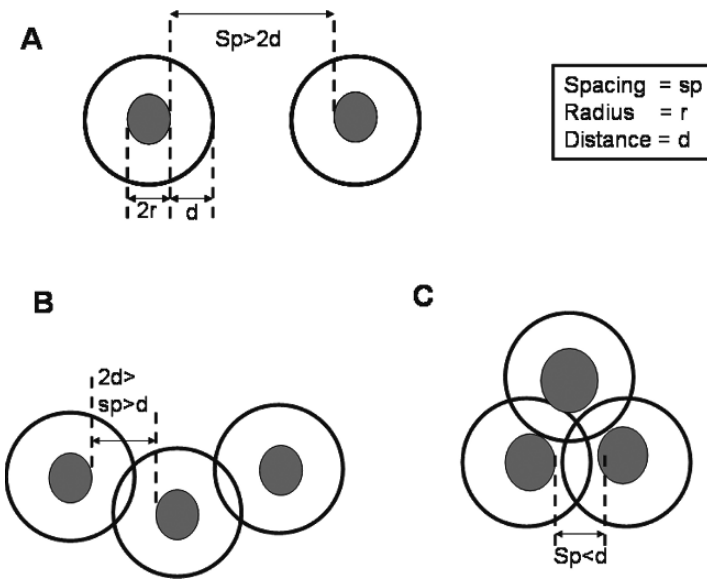 A
Sp>2d
Spacing = sp
Radius = r
Distance = d
2r
d
B
2d>
sp>d
C
Sp<d